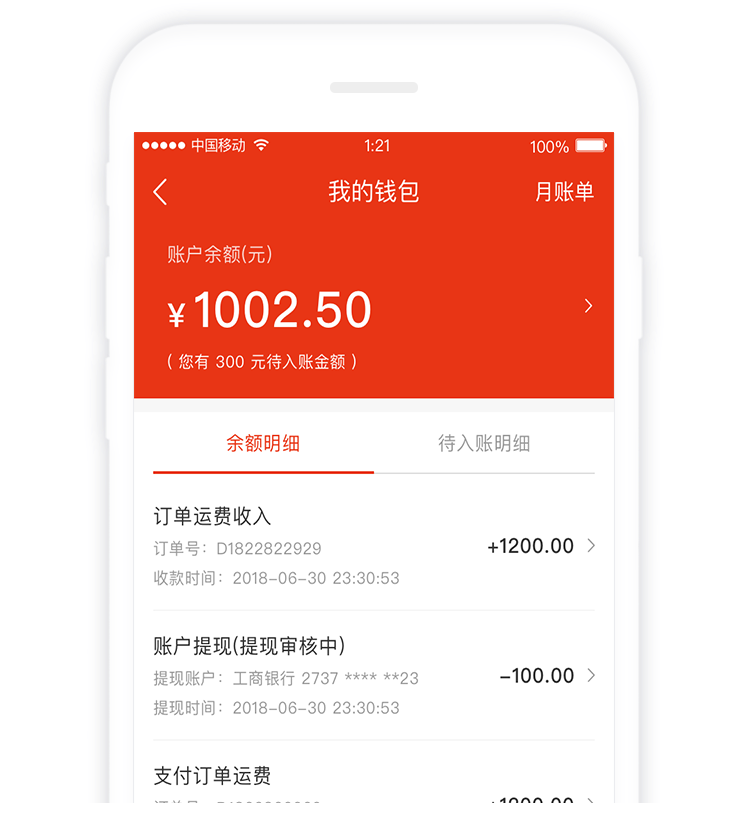 中国移动 1:21 100%
我的钱包 月账单
账户余额(元)
¥1002.50
( 您有 300 元待入账金额 )
余额明细 待入账明细
订单运费收入
订单号：D1822822929
+1200.00
收款时间：2018-06-30 23:30:53
账户提现(提现审核中)
提现账户：工商银行 2737 **** **23
-100.00
提现时间：2018-06-30 23:30:53
支付订单运费